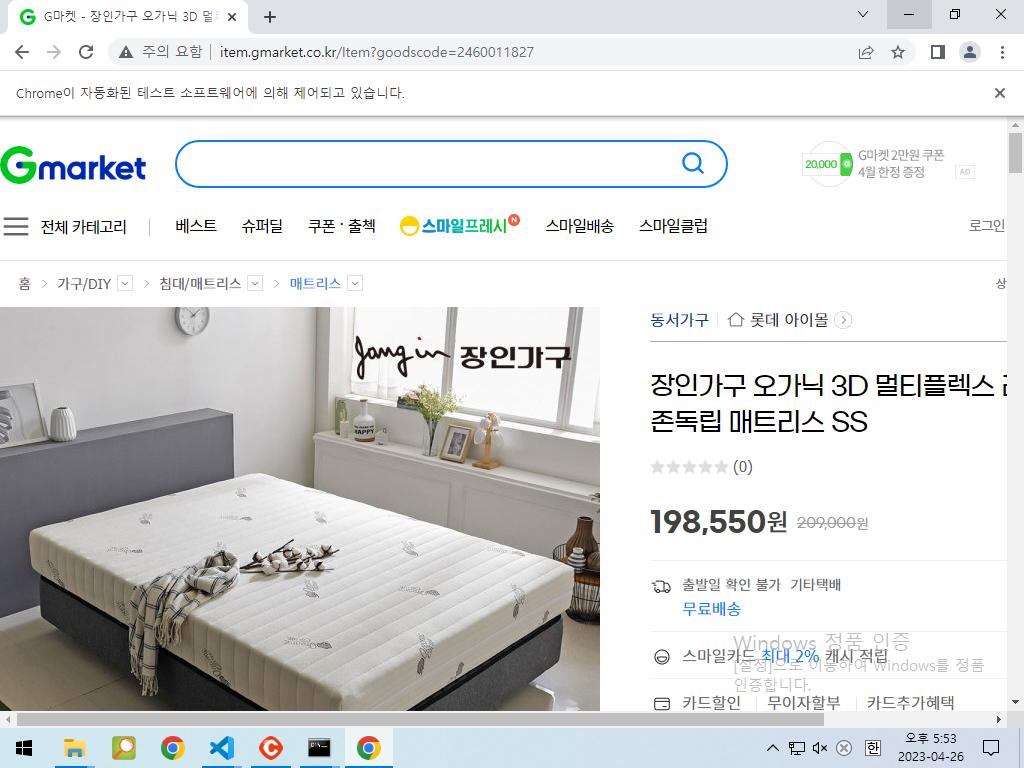 G마켓 - 장인가구 오가닉 3D 멀티
주의 요함 item.gmarket.co.kr/Item?goodscode=2460011827
Chrome이 자동화된 테스트 소프트웨어에 의해 제어되고 있습니다.
Gmarket
20,000
G마켓 2만원 쿠폰
4월 한정 증정
AD
전체 카테고리 베스트 슈퍼딜 쿠폰·출첵 스마일프레시 N 스마일배송 스마일클럽 로그인
홈 > 가구/DIY > 침대/매트리스 > 매트리스
상
jangin 장인가구
HAPPY
동서가구 롯데 아이몰
장인가구 오가닉 3D 멀티플렉스
존독립 매트리스 SS
(0)
198,550원 209,000원
출발일 확인 불가 기타택배
무료배송
Windows 정품 인증
스마일카드 최대 2% 캐시 적립
[설정]으로 이동하여 Windows를 정품
인증합니다.
카드할인 무이자할부 카드추가혜택
한
오후 5:53
2023-04-26